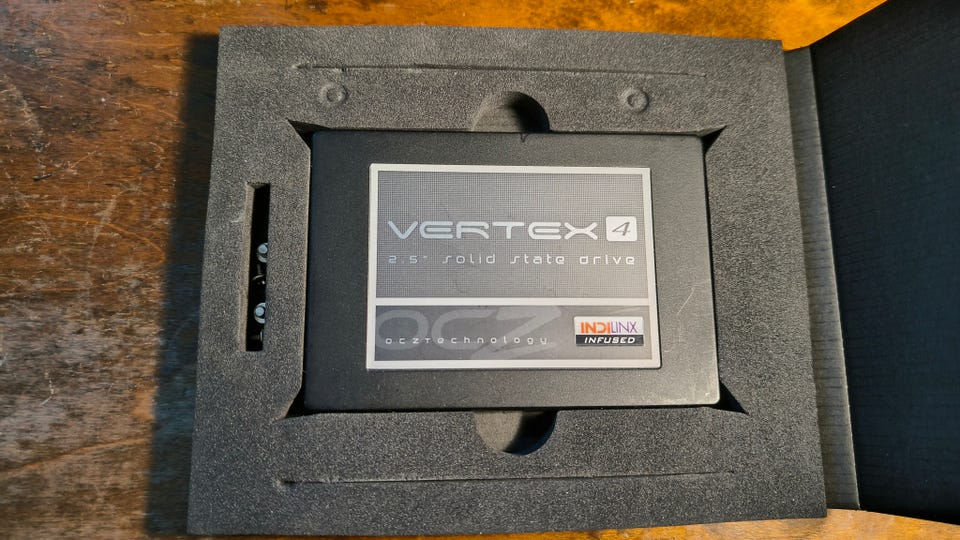 VERTEX 4
2.5" solid state drive
OCZ
OCZTechnology
INDILINX
INFUSED